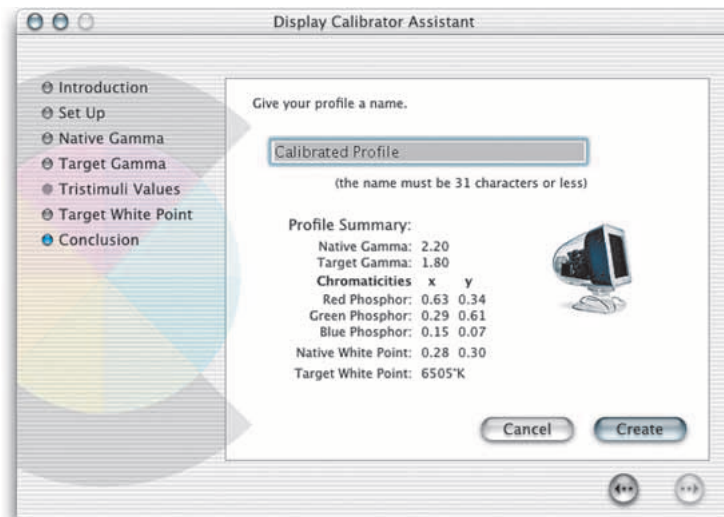 Display Calibrator Assistant
Introduction
Set Up
Native Gamma
Target Gamma
Tristimuli Values
Target White Point
Conclusion
Give your profile a name.
Calibrated Profile
(the name must be 31 characters or less)
Profile Summary:
Native Gamma: 2.20
Target Gamma: 1.80
Chromaticities x y
Red Phosphor: 0.63 0.34
Green Phosphor: 0.29 0.61
Blue Phosphor: 0.15 0.07
Native White Point: 0.28 0.30
Target White Point: 6505°K
Cancel Create